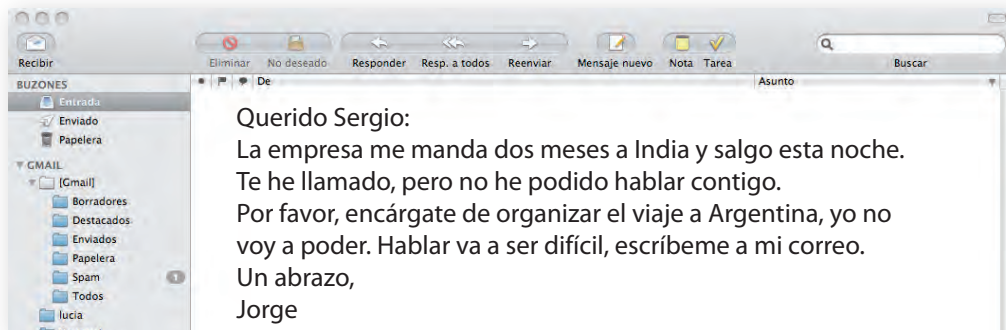 Recibir
Eliminar No deseado Responder Resp. a todos Reenviar Mensaje nuevo Nota Tarea Buscar
BUZONES
De Asunto
Entrada
Enviado
Papelera
GMAIL
[Gmail]
Borradores
Destacados
Enviados
Papelera
Spam 1
Todos
lucia
Querido Sergio:
La empresa me manda dos meses a India y salgo esta noche.
Te he llamado, pero no he podido hablar contigo.
Por favor, encárgate de organizar el viaje a Argentina, yo no
voy a poder. Hablar va a ser difícil, escríbeme a mi correo.
Un abrazo,
Jorge